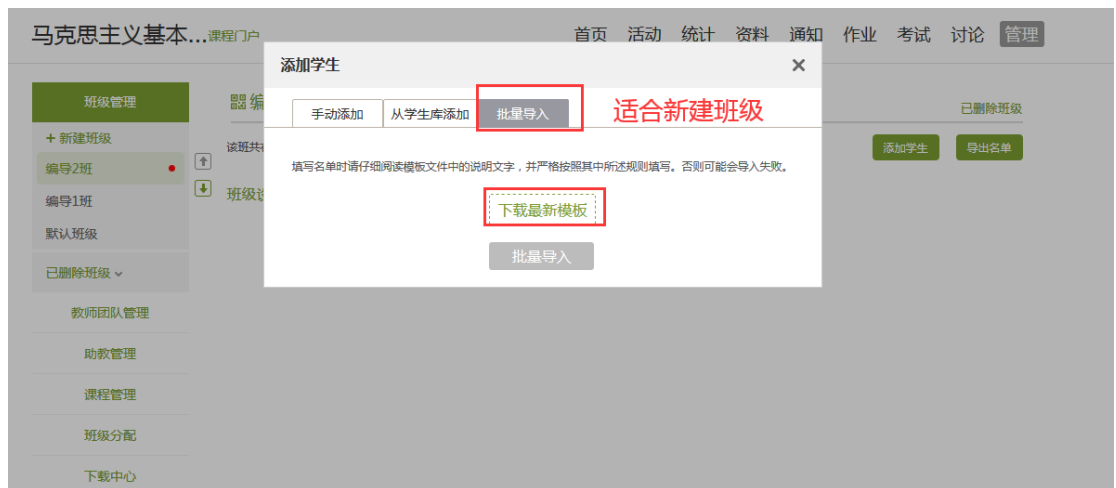 马克思主义基本...课程门户
首页 活动 统计 资料 通知 作业 考试 讨论 管理
添加学生
班级管理
编
手动添加 从学生库添加 批量导入
适合新建班级
已删除班级
+ 新建班级
该班共
添加学生 导出名单
编导2班
填写名单时请仔细阅读模板文件中的说明文字,并严格按照其中所述规则填写。否则可能会导入失败。
编导1班
班级
下载最新模板
默认班级
批量导入
已删除班级
教师团队管理
助教管理
课程管理
班级分配
下载中心